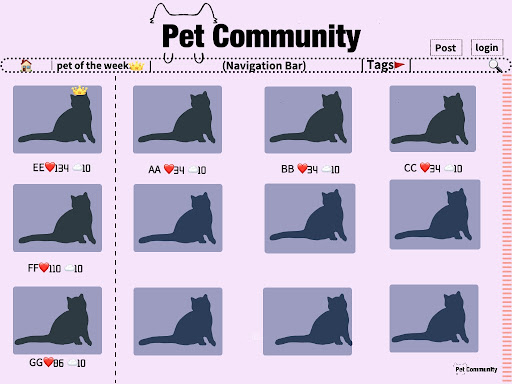 Pet Community
Post login
pet of the week (Navigation Bar) Tags
EE❤️134 ☁️10
AA ❤️34 ☁️10
BB ❤️34 ☁️10
CC ❤️34 ☁️10
FF❤️110 ☁️10
GG❤️86 ☁️10
Pet Community